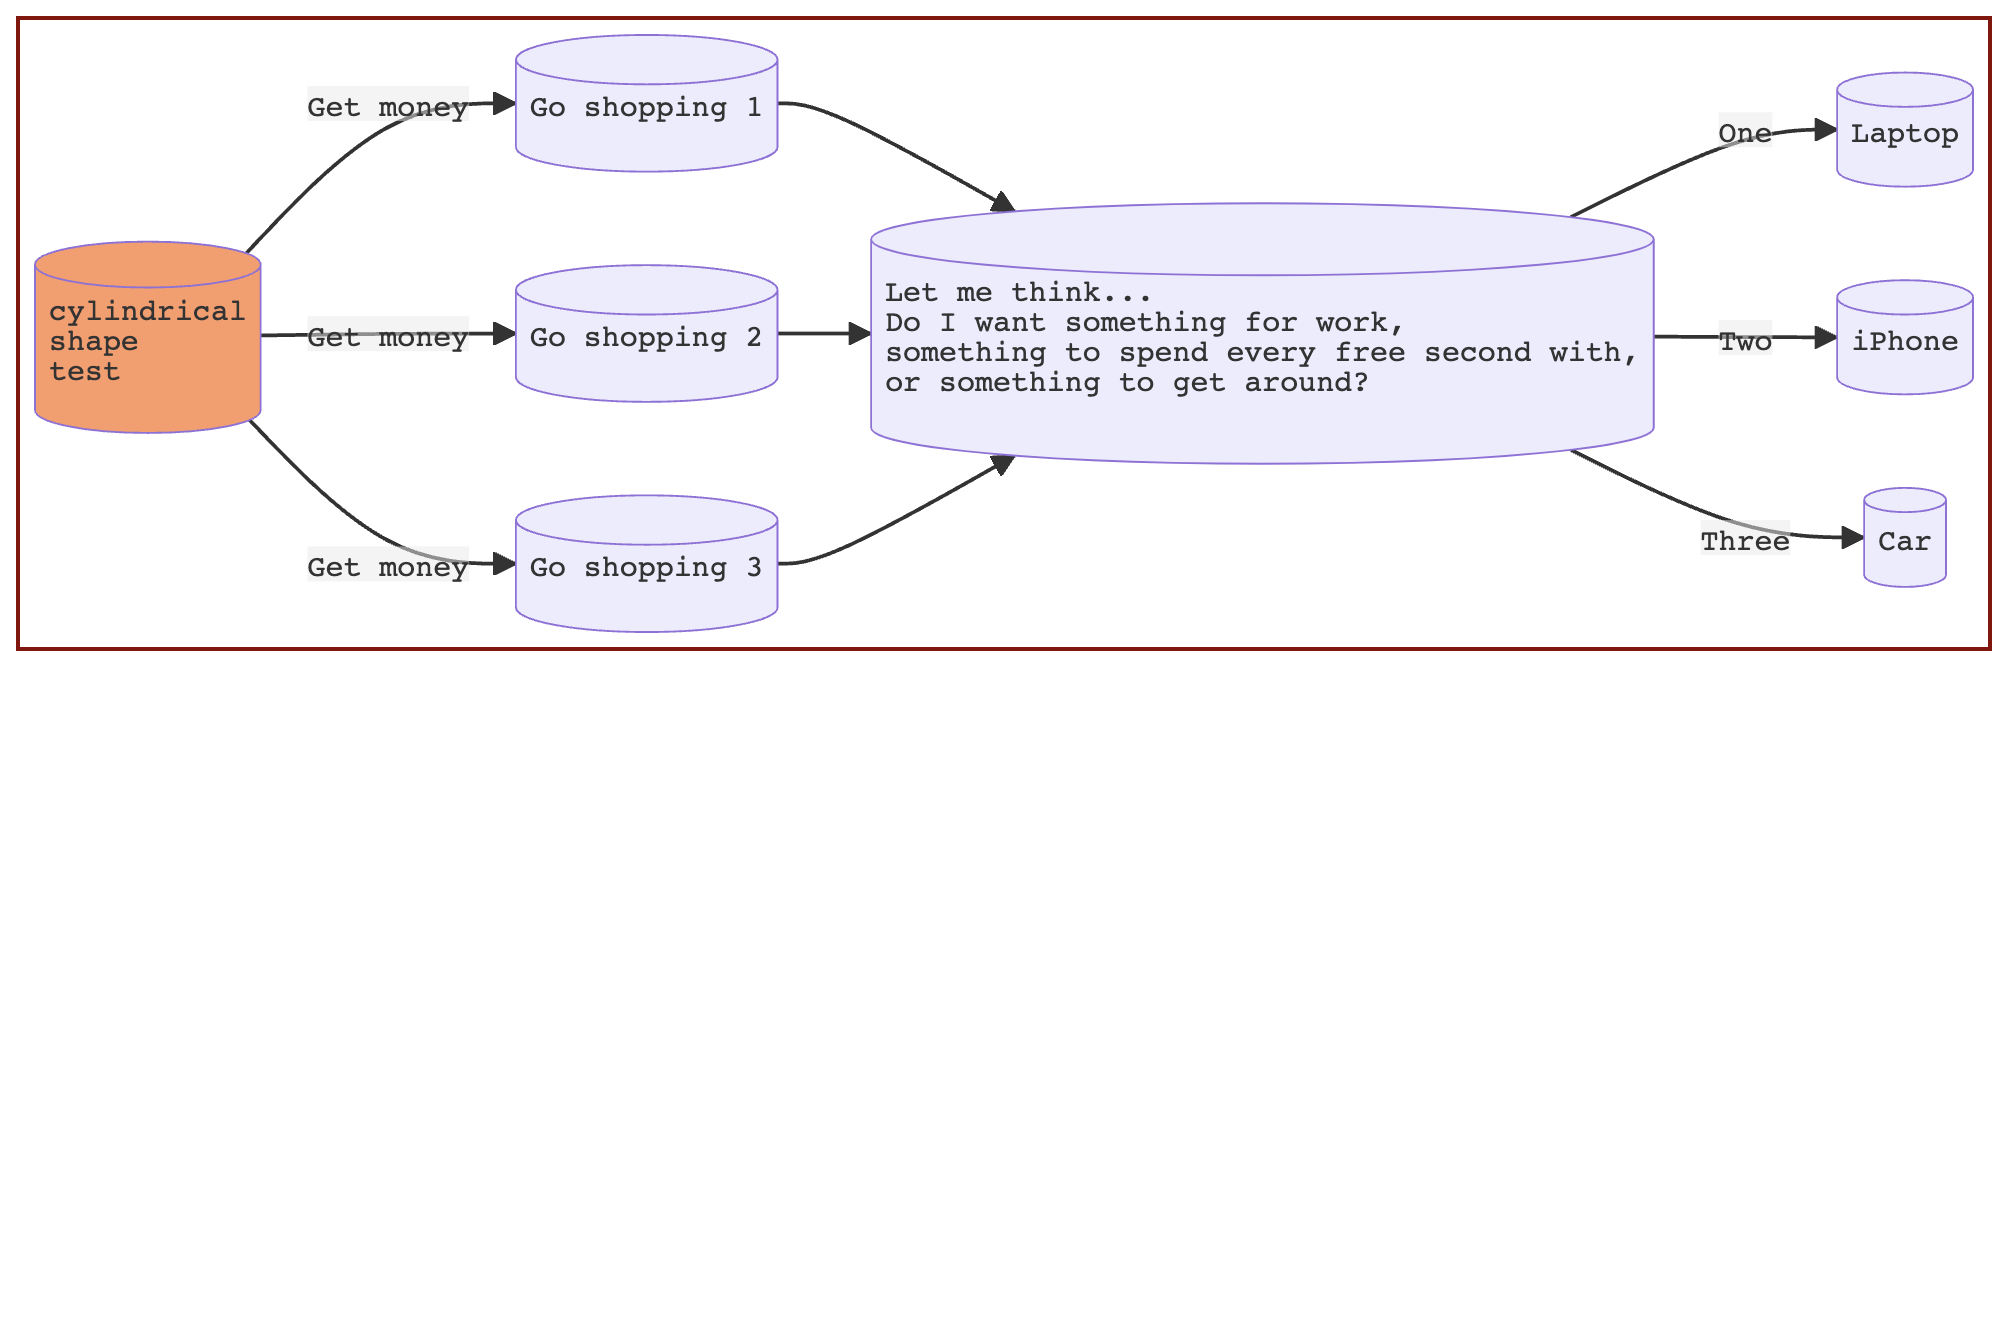 cylindrical
shape
test
Get money
Get money
Get money
Go shopping 1
Go shopping 2
Go shopping 3
Let me think...
Do I want something for work,
something to spend every free second with,
or something to get around?
One
Two
Three
Laptop
iPhone
Car